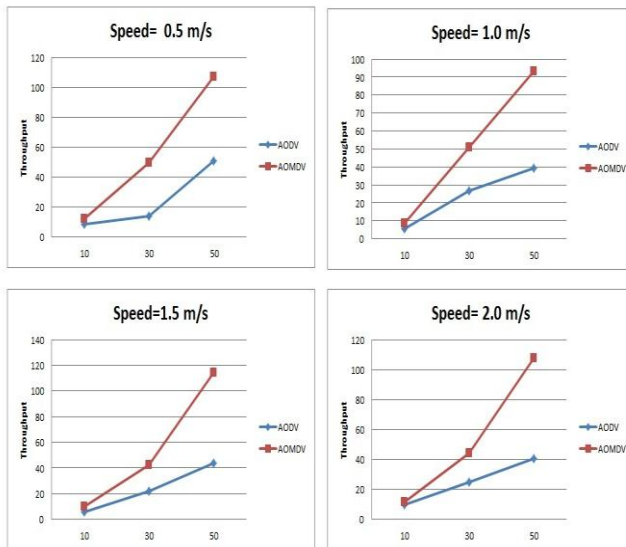 Speed= 0.5 m/s
120
100
80
60
40
20
0
Throughput
10 30 50
AODV
AOMDV
Speed= 1.0 m/s
100
90
80
70
60
50
40
30
20
10
0
Throughput
10 30 50
AODV
AOMDV
Speed=1.5 m/s
140
120
100
80
60
40
20
0
Throughput
10 30 50
AODV
AOMDV
Speed= 2.0 m/s
120
100
80
60
40
20
0
Throughput
10 30 50
AODV
AOMDV